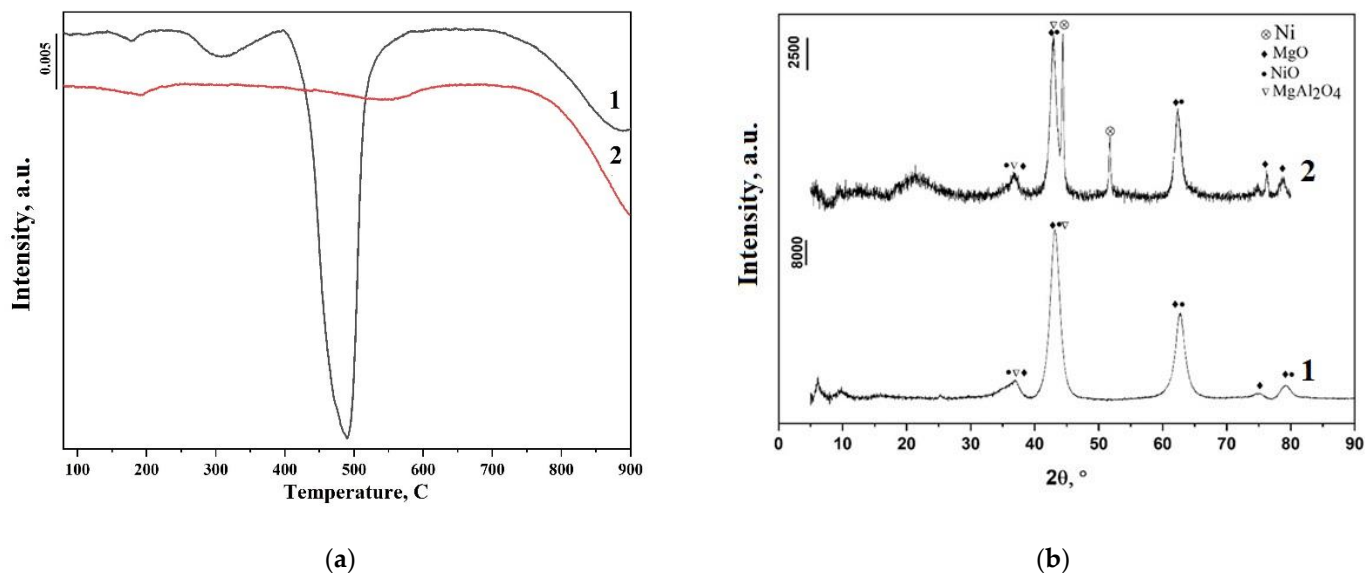 0.005
1
2
Intensity, a.u.
100 200 300 400 500 600 700 800 900
Temperature, C
(a)
2500
⊗ Ni
♦ MgO
• NiO
▽ MgAl₂O₄
2
Intensity, a.u.
8000
1
0 10 20 30 40 50 60 70 80 90
2θ, °
(b)